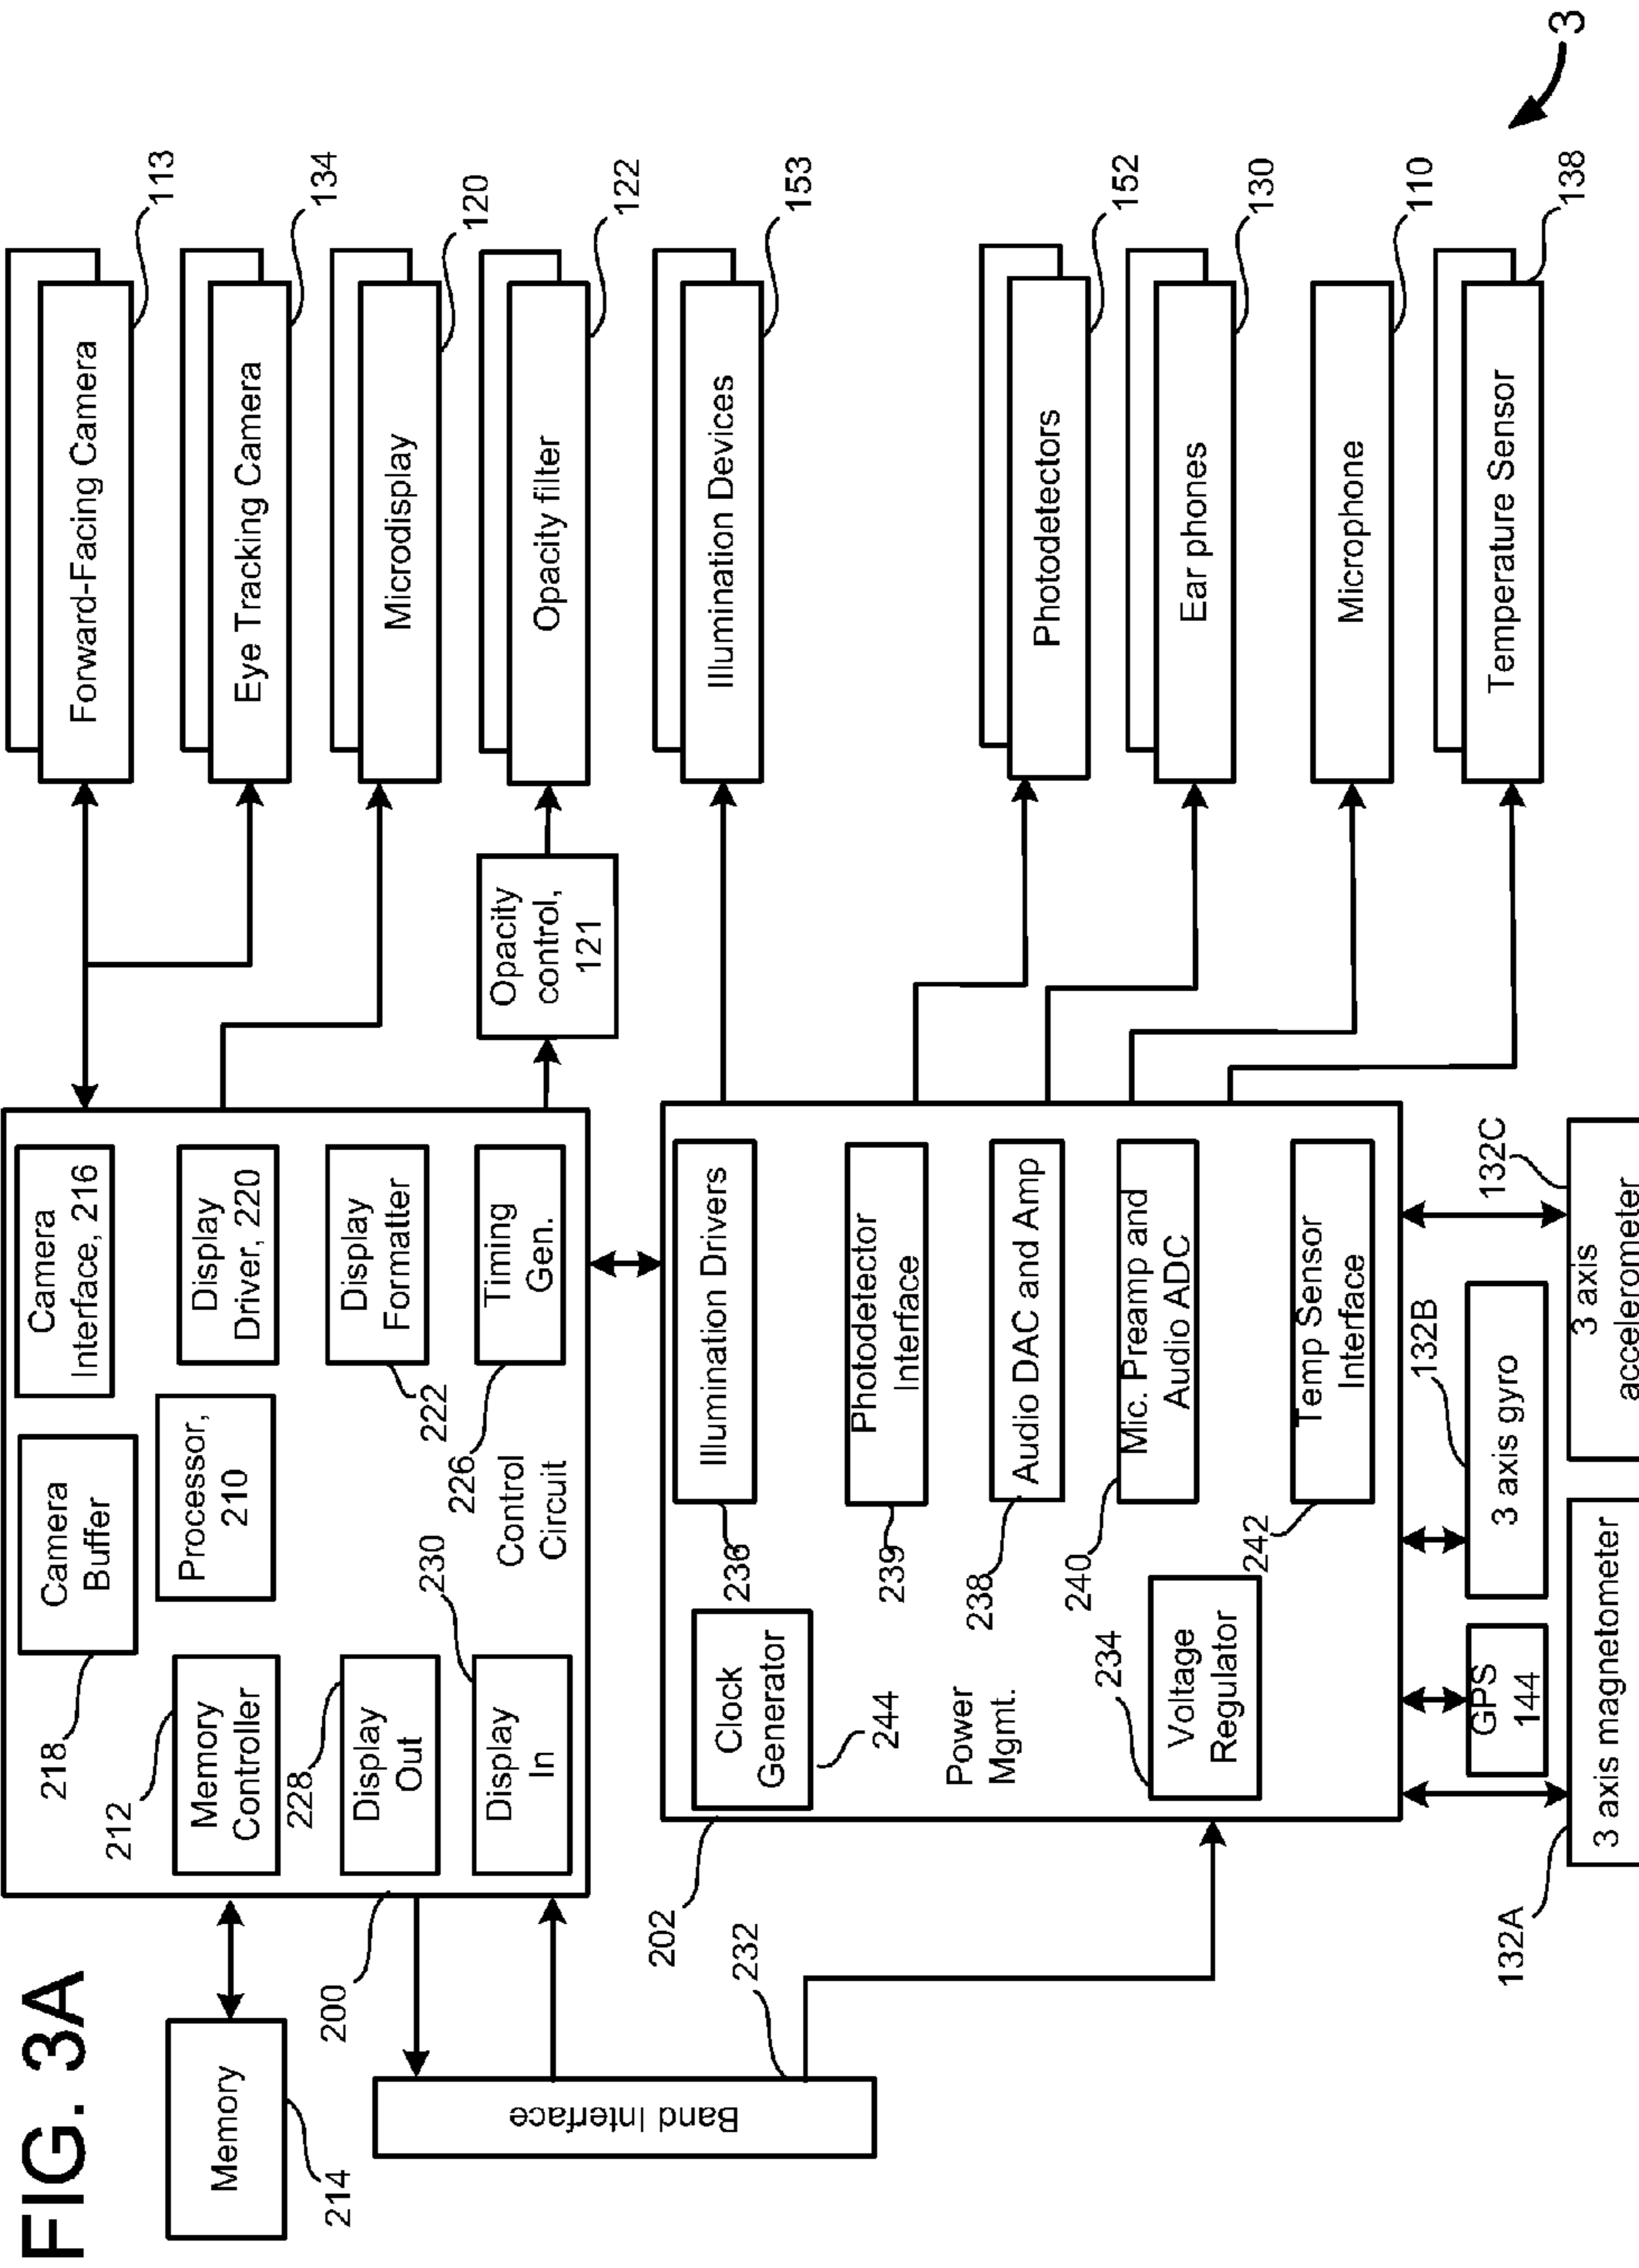 FIG. 3A
Memory
214
Band Interface
232
200
218
Camera
Buffer
Camera
Interface, 216
212
Memory
Controller
Processor,
210
Display
Driver, 220
228
Display
Out
Display
Formatter
222
230
Display
In
Control
Circuit
226
Timing
Gen.
Opacity
control,
121
Forward-Facing Camera
113
Eye Tracking Camera
134
Microdisplay
120
Opacity filter
122
Illumination Devices
153
202
Clock
Generator
244
236
Illumination Drivers
239
Photodetector
Interface
Power
Mgmt.
238
Audio DAC and Amp
234
Voltage
Regulator
240
Mic. Preamp and
Audio ADC
242
Temp Sensor
Interface
Photodetectors
152
Ear phones
130
Microphone
110
Temperature Sensor
138
132A
3 axis magnetometer
GPS
144
132B
3 axis gyro
132C
3 axis
accelerometer
3